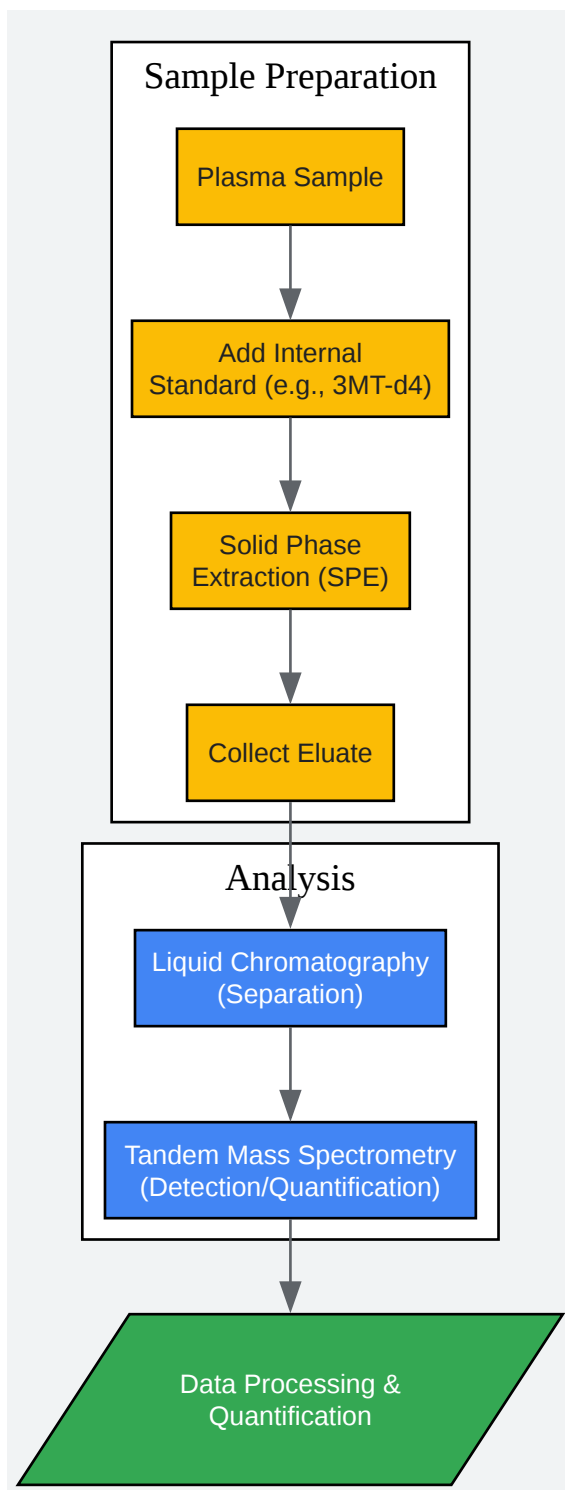 Sample Preparation
Plasma Sample
Add Internal
Standard (e.g., 3MT-d4)
Solid Phase
Extraction (SPE)
Collect Eluate
Analysis
Liquid Chromatography
(Separation)
Tandem Mass Spectrometry
(Detection/Quantification)
Data Processing &
Quantification